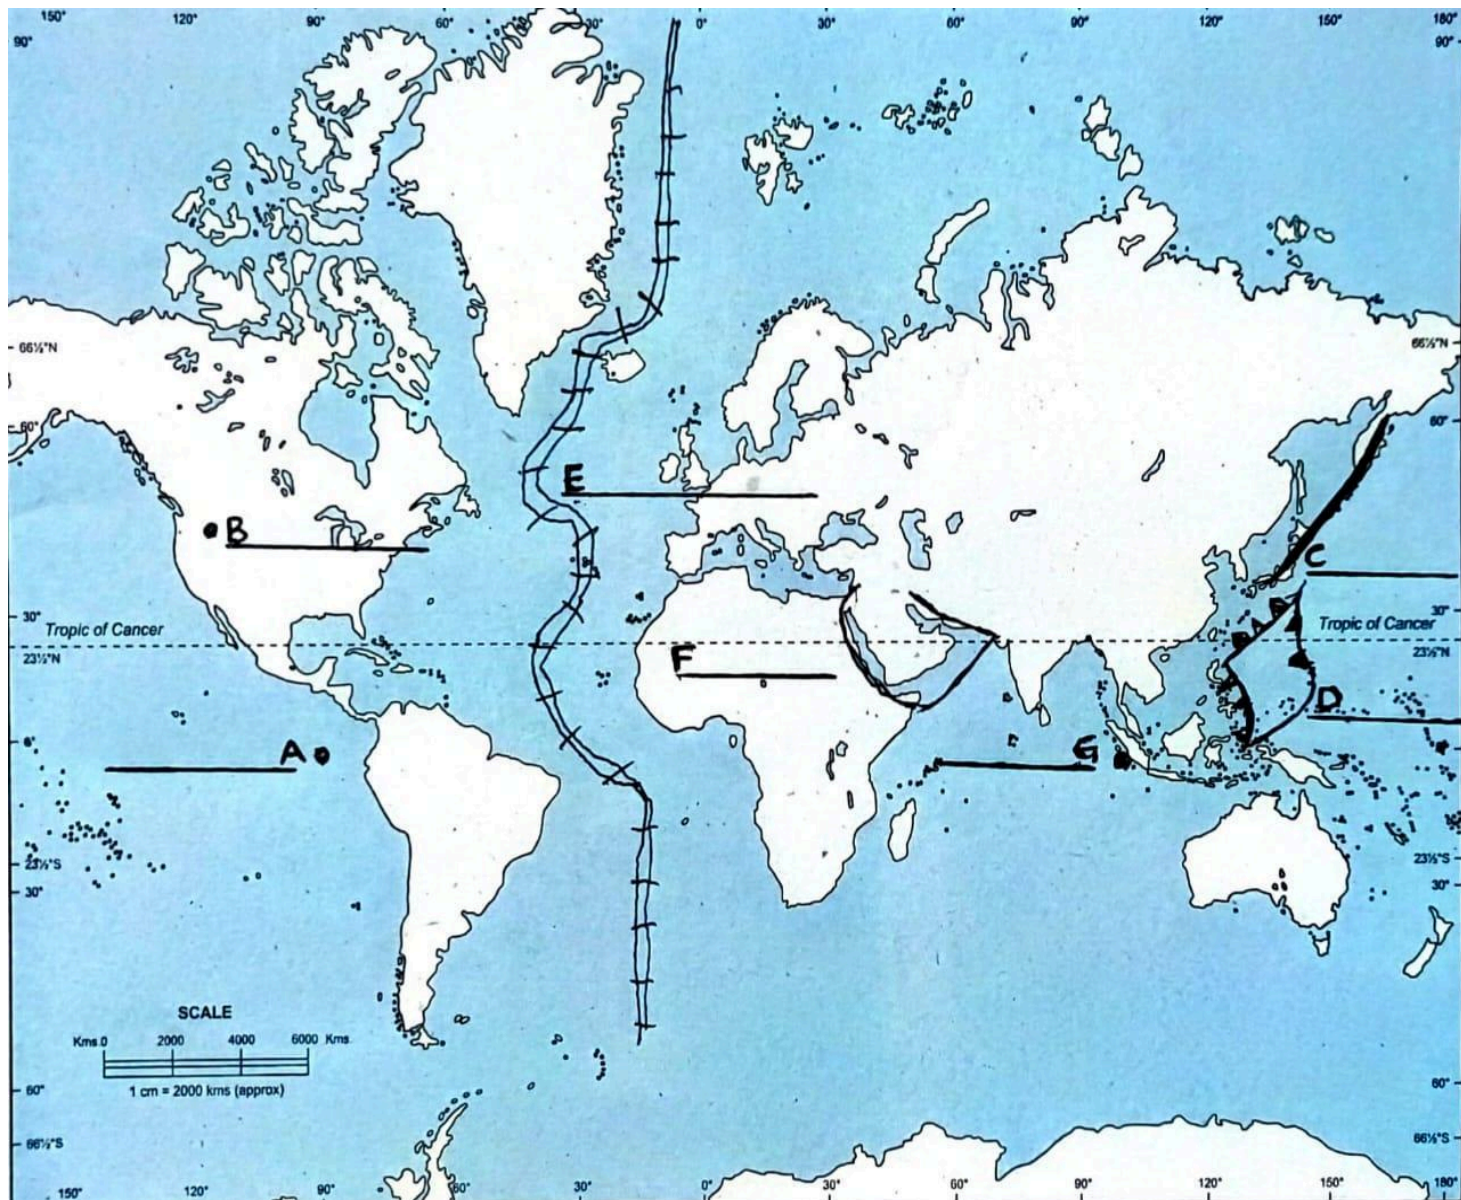 150° 120° 90° 60° 30° 0° 30° 60° 90° 120° 150° 180°
90° 90°
66½°N 66½°N
60° 60°
E
B
C
30° 30°
Tropic of Cancer Tropic of Cancer
23½°N 23½°N
F
D
A
G
23½°S 23½°S
30° 30°
SCALE
Kms 0 2000 4000 6000 Kms
1 cm = 2000 kms (approx)
60° 60°
66½°S 66½°S
150° 120° 90° 60° 30° 0° 30° 60° 90° 120° 150° 180°